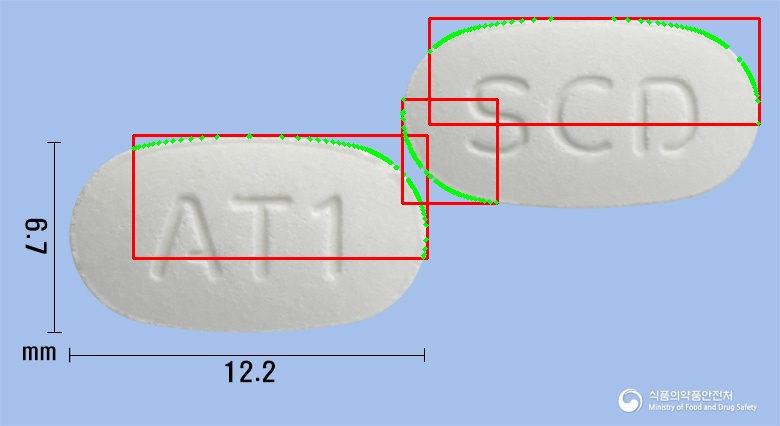 SCD
AT1
6.7
mm
12.2
식품의약품안전처
Ministry of Food and Drug Safety